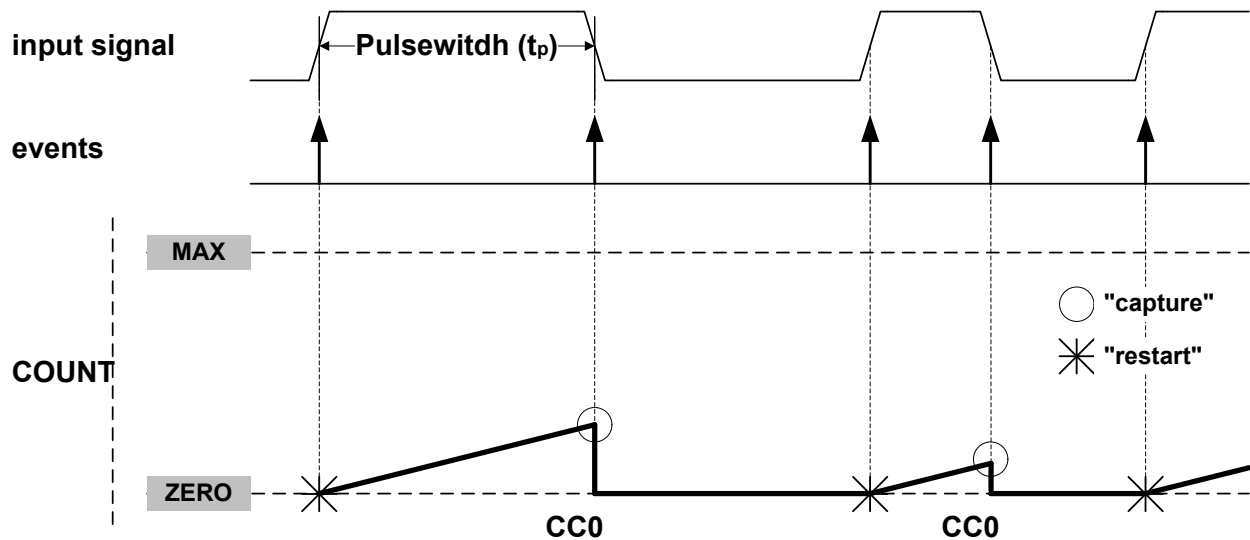 input signal
Pulsewitdh (tp)
events
MAX
"capture"
"restart"
COUNT
ZERO
CC0
CC0